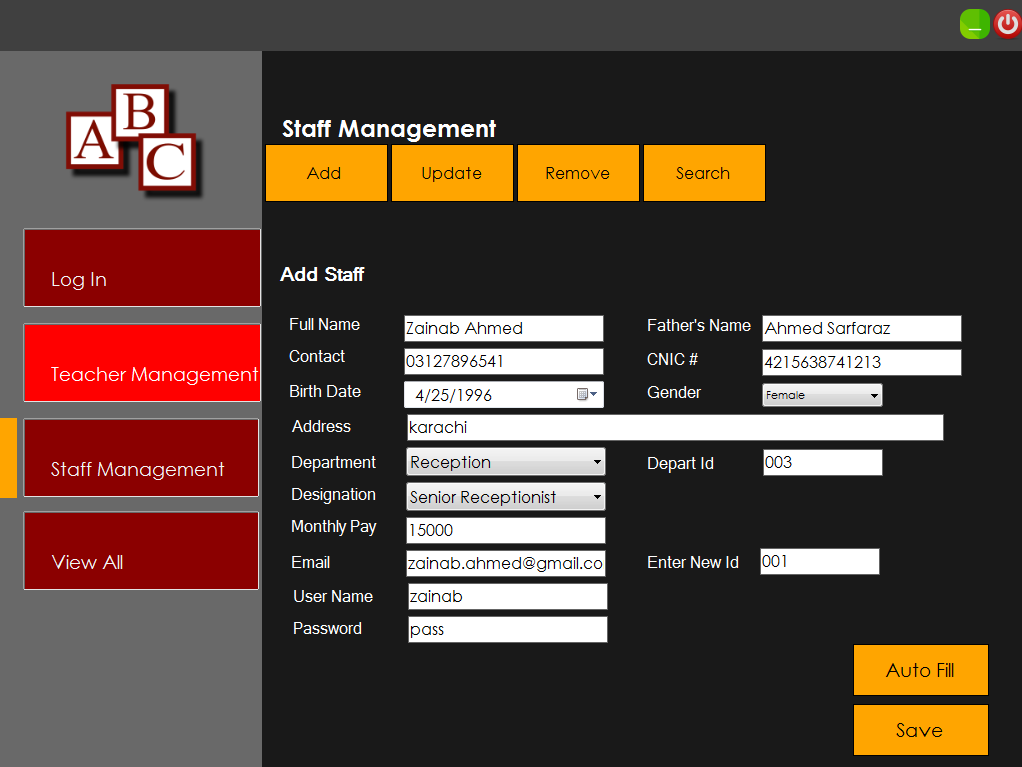 A B C
Staff Management
Add Update Remove Search
Log In
Teacher Management
Staff Management
View All
Add Staff
Full Name Zainab Ahmed Father's Name Ahmed Sarfaraz
Contact 03127896541 CNIC # 4215638741213
Birth Date 4/25/1996 Gender Female
Address karachi
Department Reception Depart Id 003
Designation Senior Receptionist
Monthly Pay 15000
Email zainab.ahmed@gmail.co Enter New Id 001
User Name zainab
Password pass
Auto Fill
Save